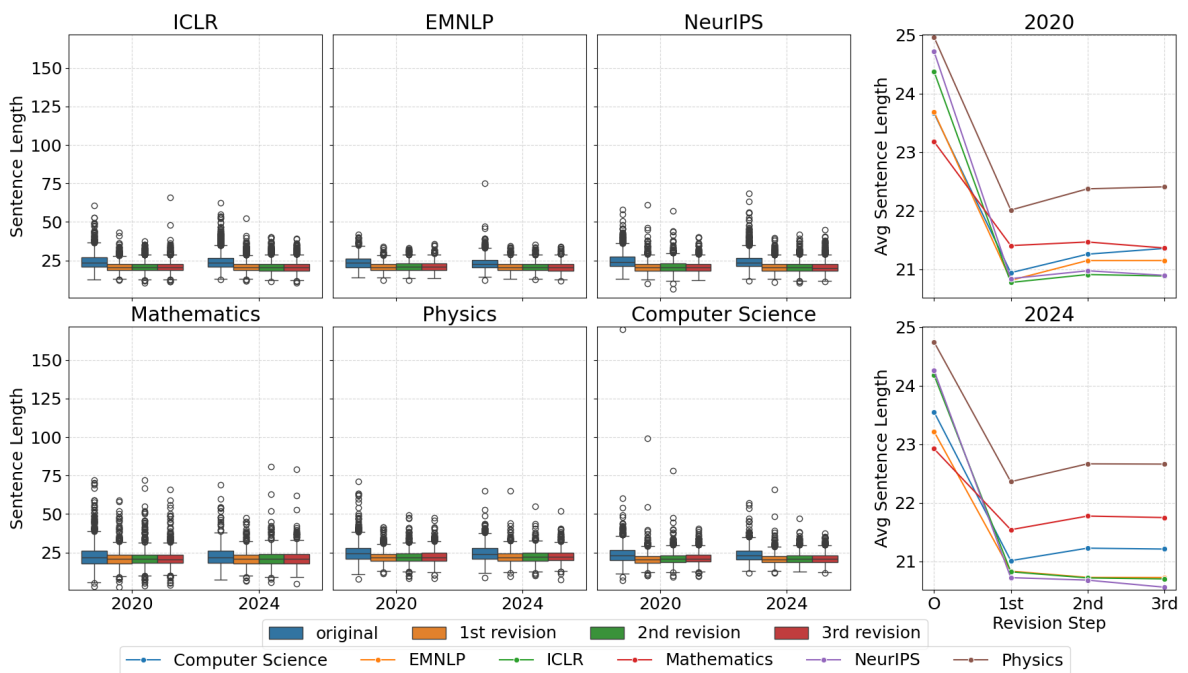 ICLR EMNLP NeurIPS 2020
150
125
100
75
50
25
Sentence Length
25
24
23
22
21
Avg Sentence Length
Mathematics Physics Computer Science 2024
150
125
100
75
50
25
Sentence Length
2020 2024 2020 2024 2020 2024
25
24
23
22
21
Avg Sentence Length
O 1st 2nd 3rd
Revision Step
original 1st revision 2nd revision 3rd revision
Computer Science EMNLP ICLR Mathematics NeurIPS Physics